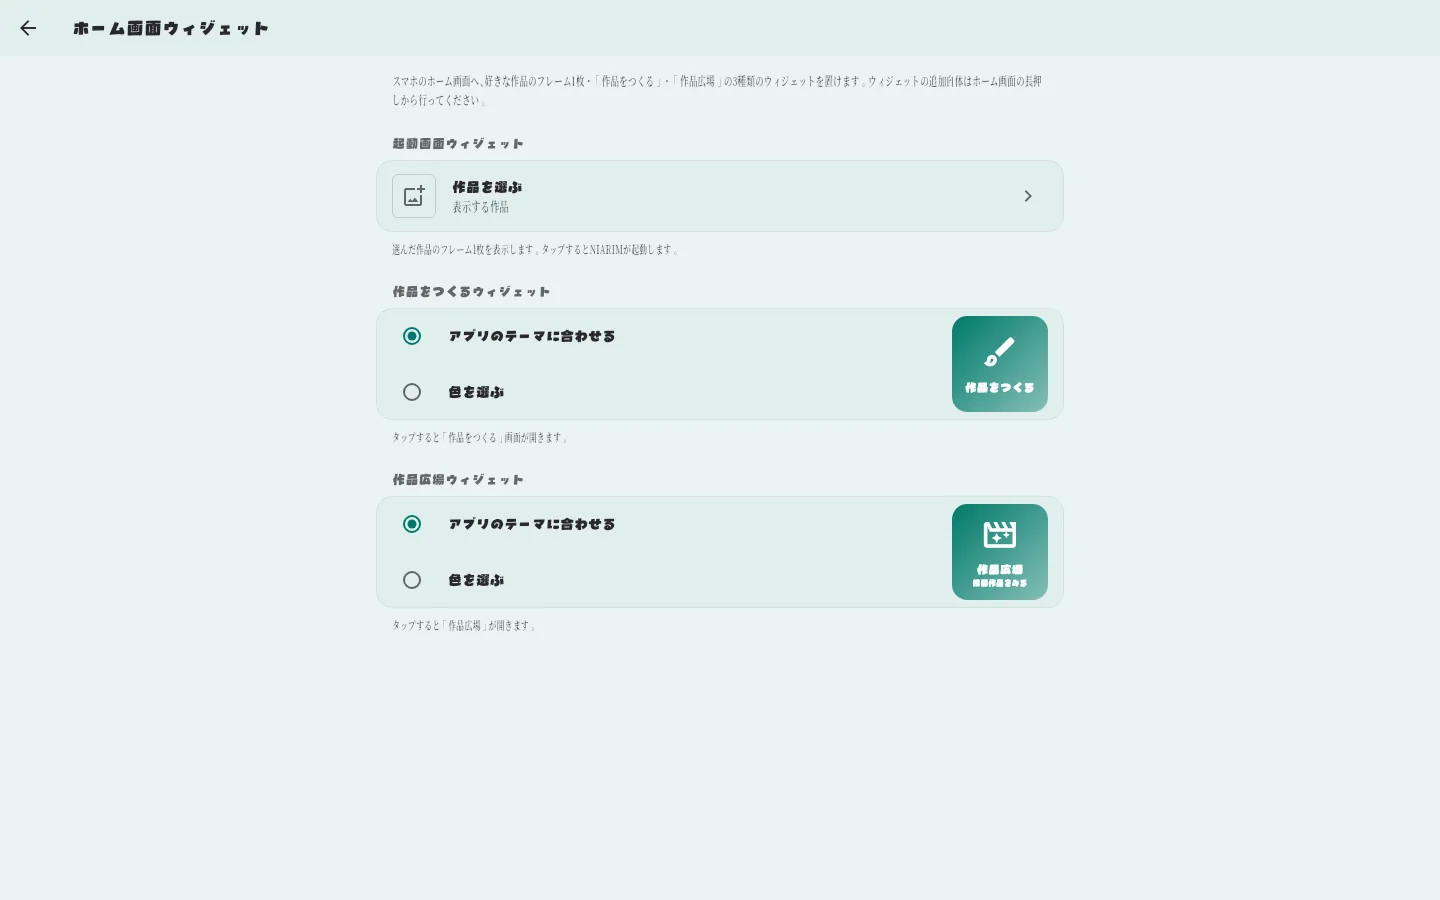 ホーム画面ウィジェット
スマホのホーム画面へ、好きな作品のフレーム1枚・「作品をつくる」・「作品広場」の3種類のウィジェットを置けます。ウィジェットの追加自体はホーム画面の長押
しから行ってください。
起動画面ウィジェット
作品を選ぶ
表示する作品
選んだ作品のフレーム1枚を表示します。タップするとNIARIMが起動します。
作品をつくるウィジェット
アプリのテーマに合わせる
色を選ぶ
作品をつくる
タップすると「作品をつくる」画面が開きます。
作品広場ウィジェット
アプリのテーマに合わせる
色を選ぶ
作品広場
作品をみる
タップすると「作品広場」が開きます。